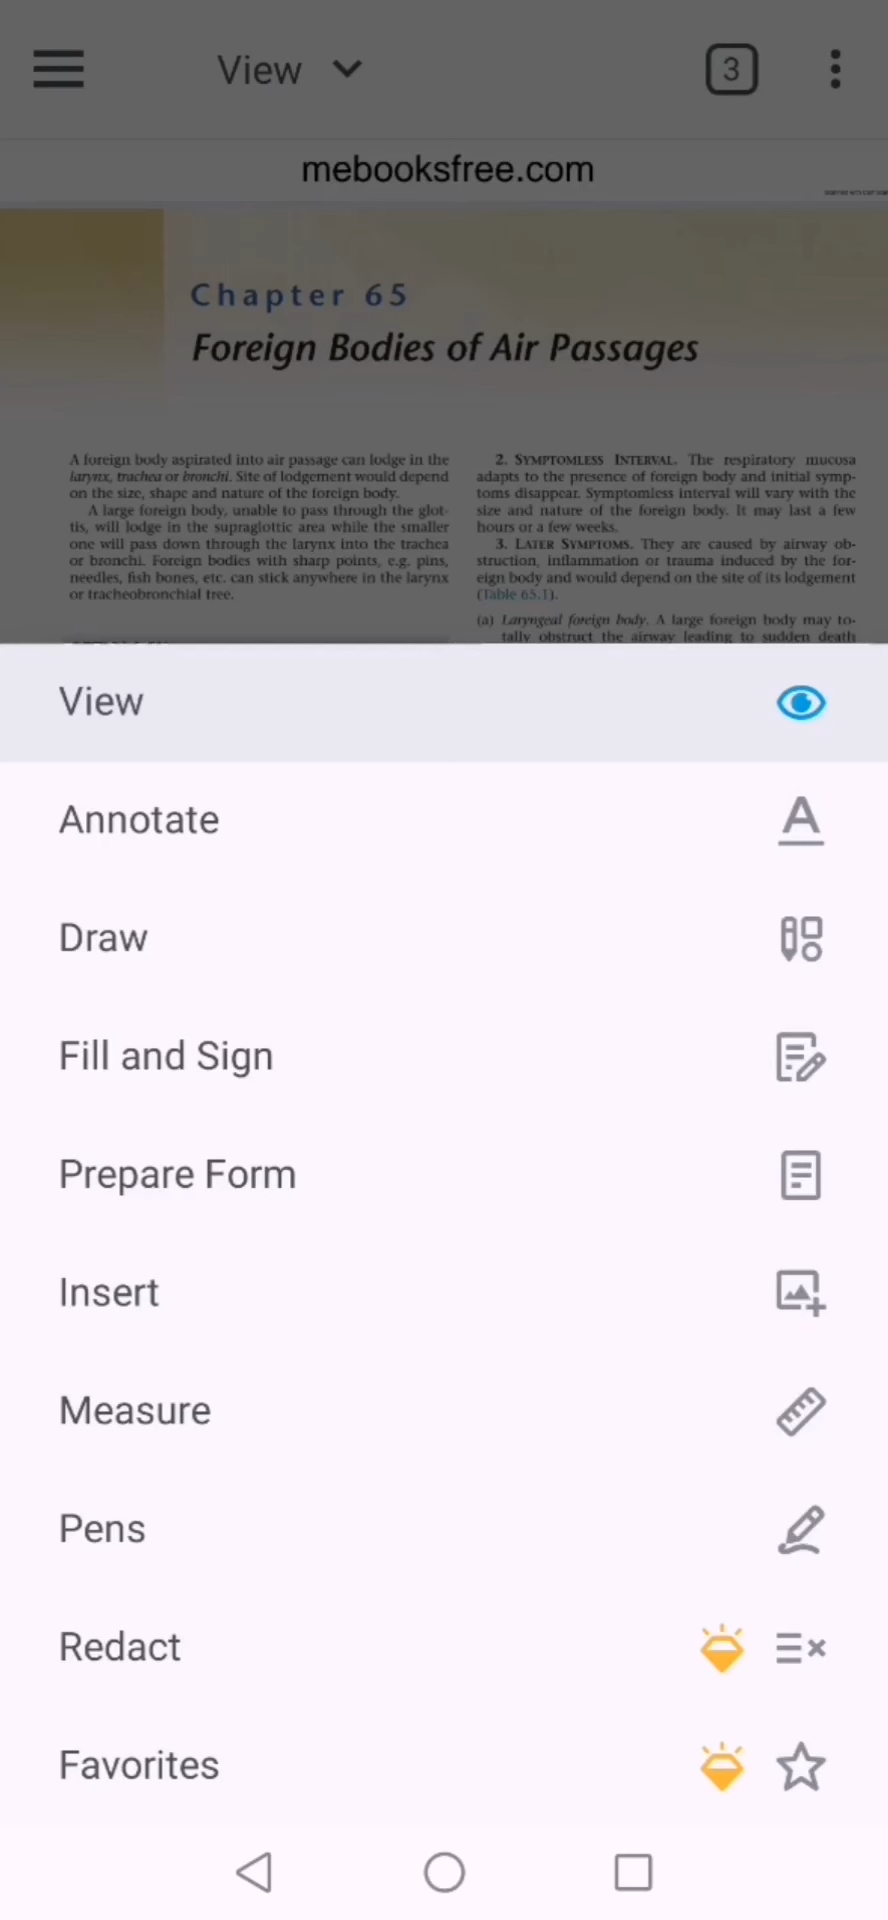 View
3
mebooksfree.com
Chapter 65
Foreign Bodies of Air Passages
A foreign body aspirated into air passage can lodge in the
larynx, trachea or bronchi. Site of lodgement would depend
on the size, shape and nature of the foreign body.
A large foreign body, unable to pass through the glot-
tis, will lodge in the supraglottic area while the smaller
one will pass down through the larynx into the trachea
or bronchi. Foreign bodies with sharp points, e.g. pins,
needles, fish bones, etc. can stick anywhere in the larynx
or tracheobronchial tree.
2. SYMPTOMLESS INTERVAL. The respiratory mucosa
adapts to the presence of foreign body and initial symp-
toms disappear. Symptomless interval will vary with the
size and nature of the foreign body. It may last a few
hours or a few weeks.
3. LATER SYMPTOMS. They are caused by airway ob-
struction, inflammation or trauma induced by the for-
eign body and would depend on the site of its lodgement
(Table 65.1).
(a) Laryngeal foreign body. A large foreign body may to-
tally obstruct the airway leading to sudden death
View
Annotate
Draw
Fill and Sign
Prepare Form
Insert
Measure
Pens
Redact
Favorites